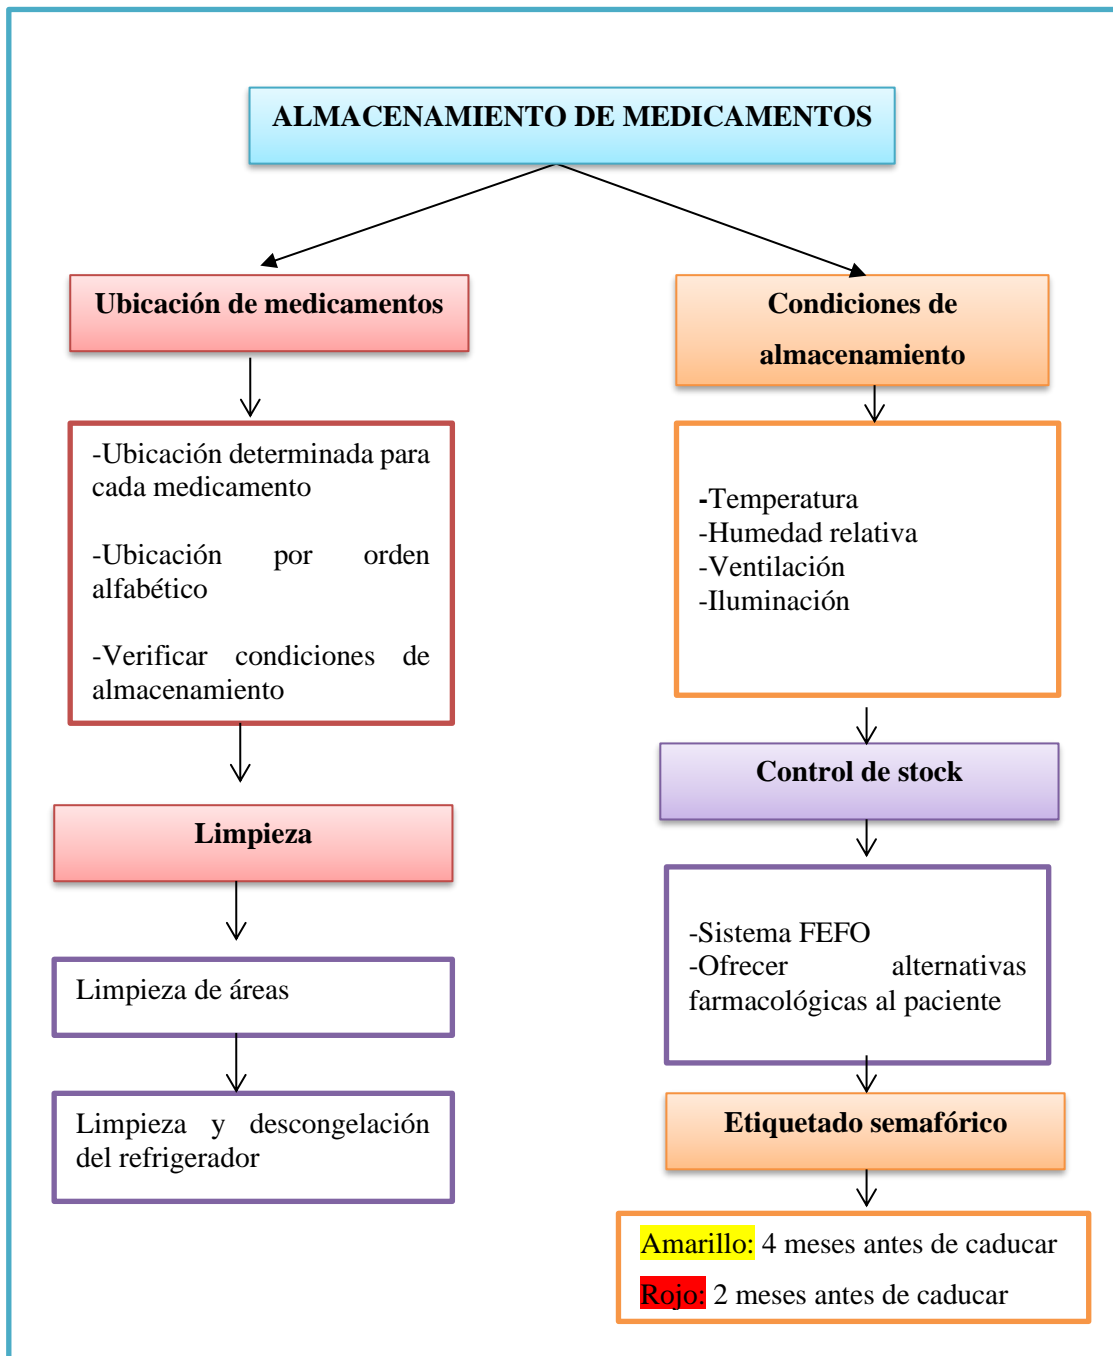 ALMACENAMIENTO DE MEDICAMENTOS
Ubicación de medicamentos
-Ubicación determinada para
cada medicamento
-Ubicación por orden
alfabético
-Verificar condiciones de
almacenamiento
Limpieza
Limpieza de áreas
Limpieza y descongelación
del refrigerador
Condiciones de
almacenamiento
-Temperatura
-Humedad relativa
-Ventilación
-Iluminación
Control de stock
-Sistema FEFO
-Ofrecer alternativas
farmacológicas al paciente
Etiquetado semafórico
Amarillo: 4 meses antes de caducar
Rojo: 2 meses antes de caducar